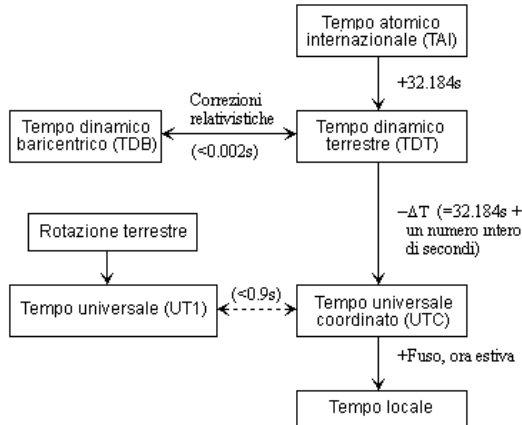 Tempo atomico
internazionale (TAI)
+32.184s
Correzioni
relativistiche
(<0.002s)
Tempo dinamico
baricentrico (TDB)
Tempo dinamico
terrestre (TDT)
–ΔT (=32.184s +
un numero intero
di secondi)
Rotazione terrestre
Tempo universale (UT1)
(<0.9s)
Tempo universale
coordinato (UTC)
+Fuso, ora estiva
Tempo locale